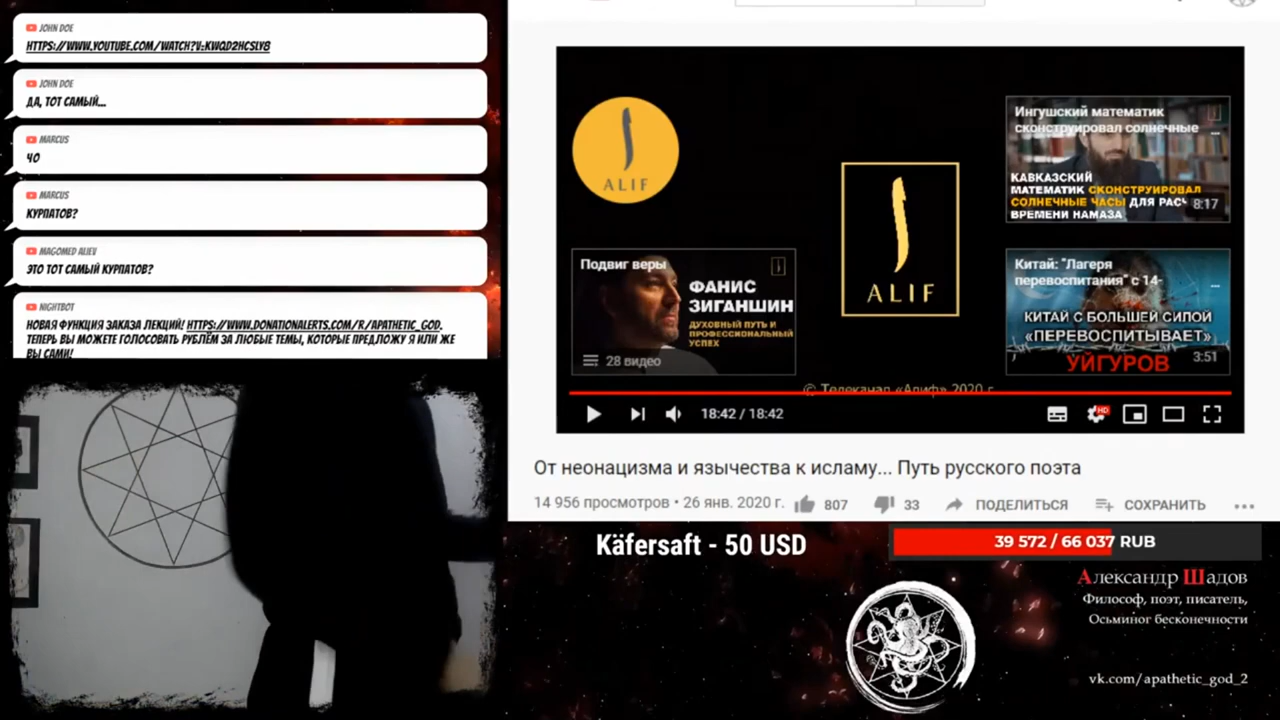 JOHN DOE
HTTPS://WWW.YOUTUBE.COM/WATCH?V=KWQD2HCSLY8
JOHN DOE
ДА, ТОТ САМЫЙ...
MARCUS
ЧО
MARCUS
КУРПАТОВ?
MAGOMED ALIEV
ЭТО ТОТ САМЫЙ КУРПАТОВ?
NIGHTBOT
НОВАЯ ФУНКЦИЯ ЗАКАЗА ЛЕКЦИЙ! HTTPS://WWW.DONATIONALERTS.COM/R/APATHETIC_GOD.
ТЕПЕРЬ ВЫ МОЖЕТЕ ГОЛОСОВАТЬ РУБЛЁМ ЗА ЛЮБЫЕ ТЕМЫ, КОТОРЫЕ ПРЕДЛОЖУ Я ИЛИ ЖЕ
ВЫ САМИ!
ALIF
ALIF
Ингушский математик
сконструировал солнечные
...
КАВКАЗСКИЙ
МАТЕМАТИК СКОНСТРУИРОВАЛ
СОЛНЕЧНЫЕ ЧАСЫ ДЛЯ РАСЧ
ВРЕМЕНИ НАМАЗА
8:17
Подвиг веры
ФАНИС
ЗИГАНШИН
ДУХОВНЫЙ ПУТЬ И
ПРОФЕССИОНАЛЬНЫЙ
УСПЕХ
28 видео
Китай: "Лагеря
перевоспитания" с 14-
...
КИТАЙ С БОЛЬШЕЙ СИЛОЙ
«ПЕРЕВОСПИТЫВАЕТ»
УЙГУРОВ
3:51
© Телеканал «Алиф» 2020 г.
18:42 / 18:42
HD
От неонацизма и язычества к исламу... Путь русского поэта
14 956 просмотров • 26 янв. 2020 г.
807
33
ПОДЕЛИТЬСЯ
СОХРАНИТЬ
Käfersaft - 50 USD
39 572 / 66 037 RUB
Александр Шадов
Философ, поэт, писатель,
Осьминог бесконечности
vk.com/apathetic_god_2